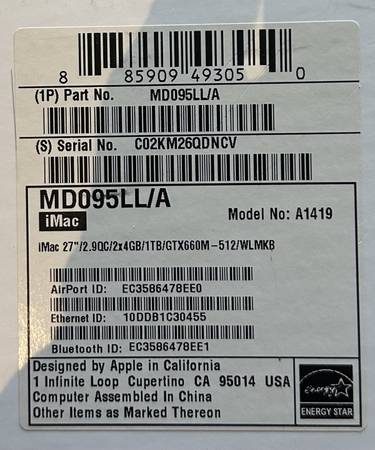 8 85909 49305 0
(1P) Part No. MD095LL/A
(S) Serial No. C02KM26QDNCV
MD095LL/A
iMac
Model No: A1419
iMac 27"/2.9QC/2x4GB/1TB/GTX660M-512/WLMKB
AirPort ID: EC3586478EE0
Ethernet ID: 10DDB1C30455
Bluetooth ID: EC3586478EE1
Designed by Apple in California
1 Infinite Loop Cupertino CA 95014 USA
Computer Assembled In China
Other Items as Marked Thereon
energy
ENERGY STAR